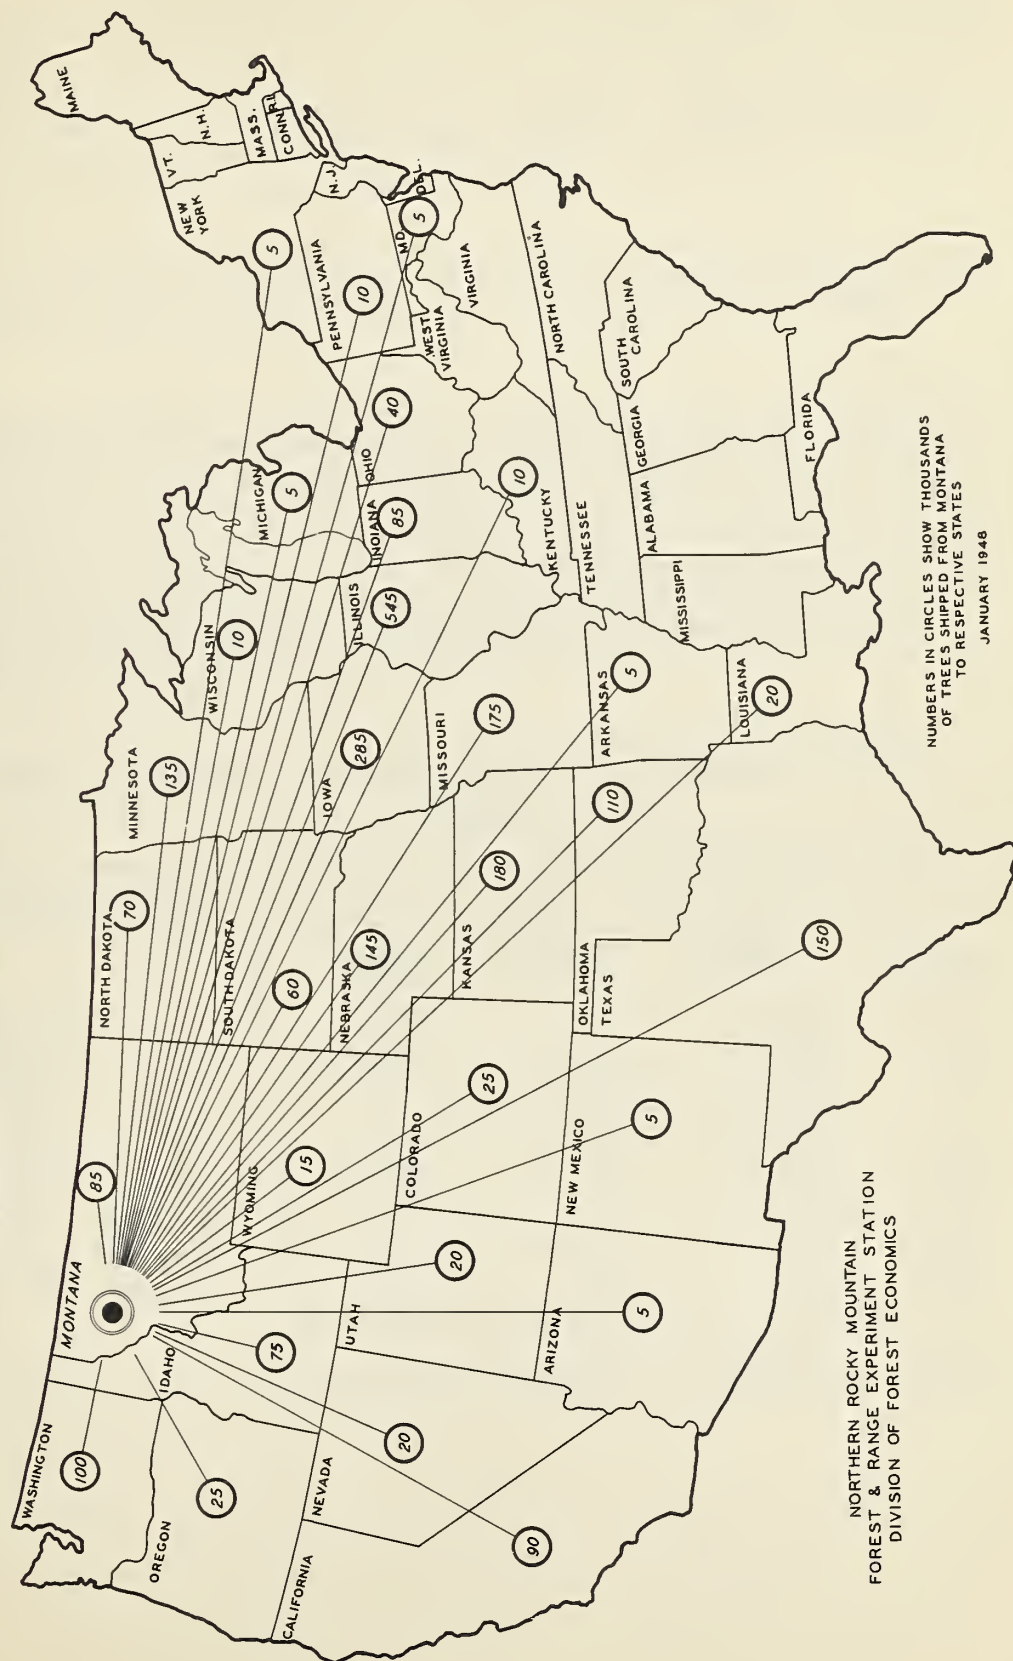 WASHINGTON
100
OREGON
25
CALIFORNIA
90
NEVADA
20
IDAHO
75
MONTANA
85
UTAH
20
ARIZONA
5
WYOMING
15
COLORADO
25
NEW MEXICO
5
NORTH DAKOTA
70
SOUTH DAKOTA
60
NEBRASKA
145
KANSAS
180
OKLAHOMA
110
TEXAS
150
MINNESOTA
135
IOWA
285
MISSOURI
175
ARKANSAS
5
LOUISIANA
20
WISCONSIN
10
ILLINOIS
545
MICHIGAN
5
INDIANA
85
OHIO
40
KENTUCKY
10
TENNESSEE
MISSISSIPPI
ALABAMA
GEORGIA
FLORIDA
SOUTH
CAROLINA
NORTH CAROLINA
VIRGINIA
WEST
VIRGINIA
PENNSYLVANIA
10
MD.
5
DEL.
N.J.
NEW
YORK
5
VT.
N.H.
MAINE
MASS.
CONN.
R.I.
NORTHERN ROCKY MOUNTAIN
FOREST & RANGE EXPERIMENT STATION
DIVISION OF FOREST ECONOMICS
NUMBERS IN CIRCLES SHOW THOUSANDS
OF TREES SHIPPED FROM MONTANA
TO RESPECTIVE STATES
JANUARY 1948